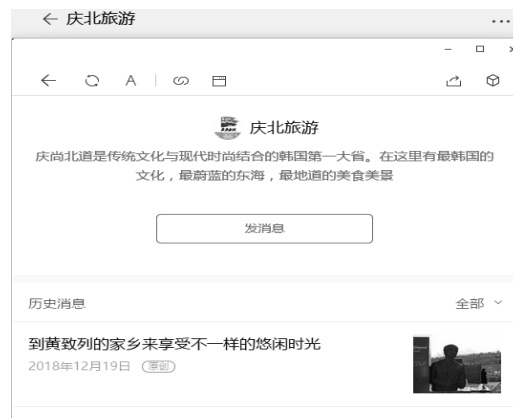 庆北旅游
A
庆北旅游
庆尚北道是传统文化与现代时尚结合的韩国第一大省。在这里有最韩国的
文化，最蔚蓝的东海，最地道的美食美景
发消息
历史消息 全部
到黄致列的家乡来享受不一样的悠闲时光
2018年12月19日 原创